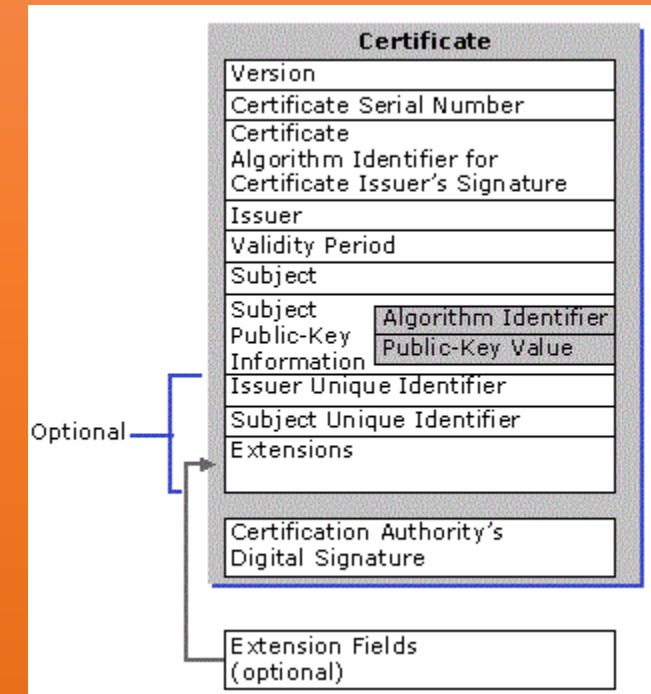 Certificate
Version
Certificate Serial Number
Certificate
Algorithm Identifier for
Certificate Issuer's Signature
Issuer
Validity Period
Subject
Subject
Public-Key
Information
Algorithm Identifier
Public-Key Value
Issuer Unique Identifier
Subject Unique Identifier
Optional
Extensions
Certification Authority's
Digital Signature
Extension Fields
(optional)